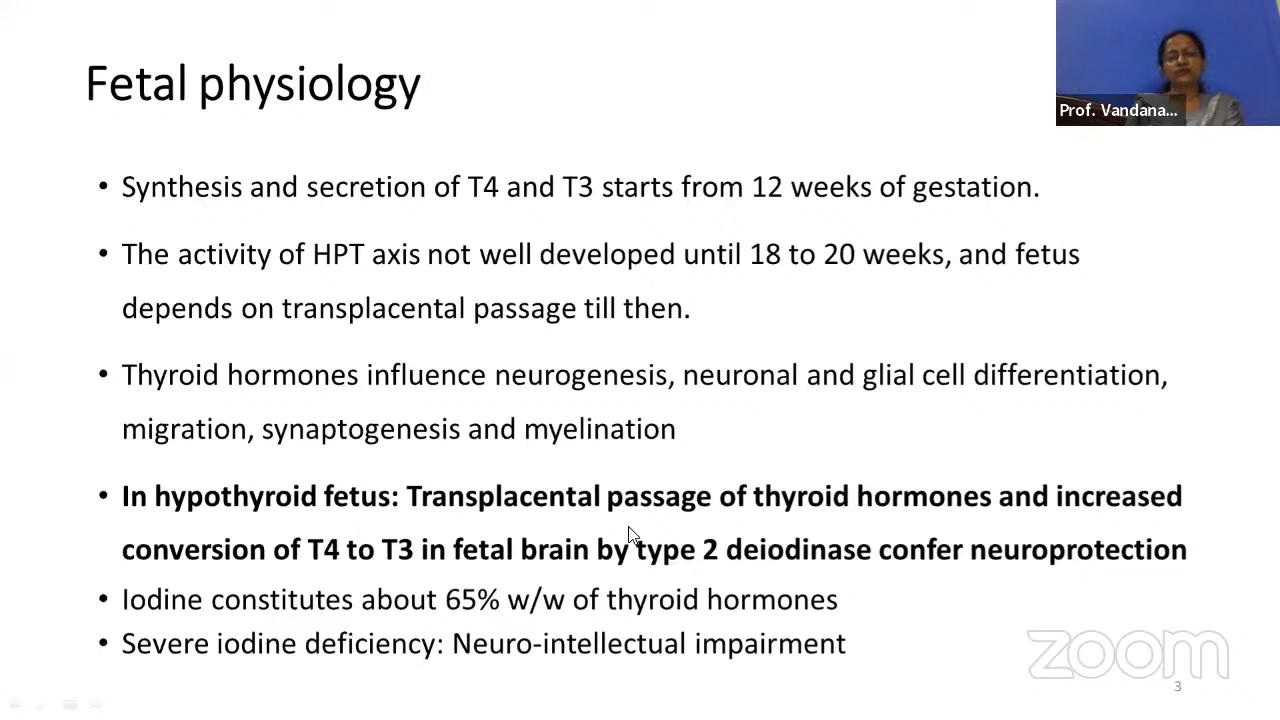 Fetal physiology
Prof. Vandana...
• Synthesis and secretion of T4 and T3 starts from 12 weeks of gestation.
• The activity of HPT axis not well developed until 18 to 20 weeks, and fetus
depends on transplacental passage till then.
• Thyroid hormones influence neurogenesis, neuronal and glial cell differentiation,
migration, synaptogenesis and myelination
• In hypothyroid fetus: Transplacental passage of thyroid hormones and increased
conversion of T4 to T3 in fetal brain by type 2 deiodinase confer neuroprotection
• Iodine constitutes about 65% w/w of thyroid hormones
• Severe iodine deficiency: Neuro-intellectual impairment
zoom
3